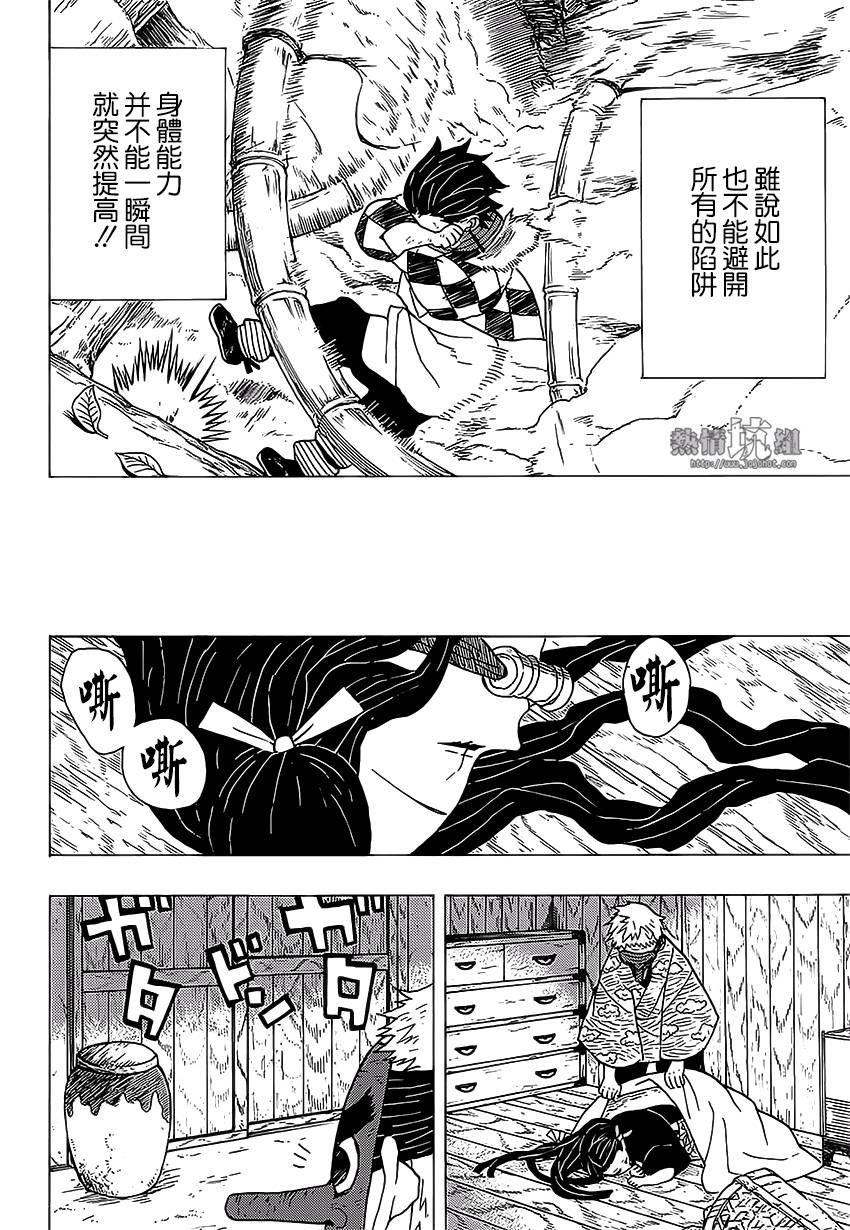 雖說如此
也不能避開
所有的陷阱
身體能力
并不能一瞬間
就突然提高!!
熱情坑組
嘶
嘶
嘶
ガタ
ドン
ガタ